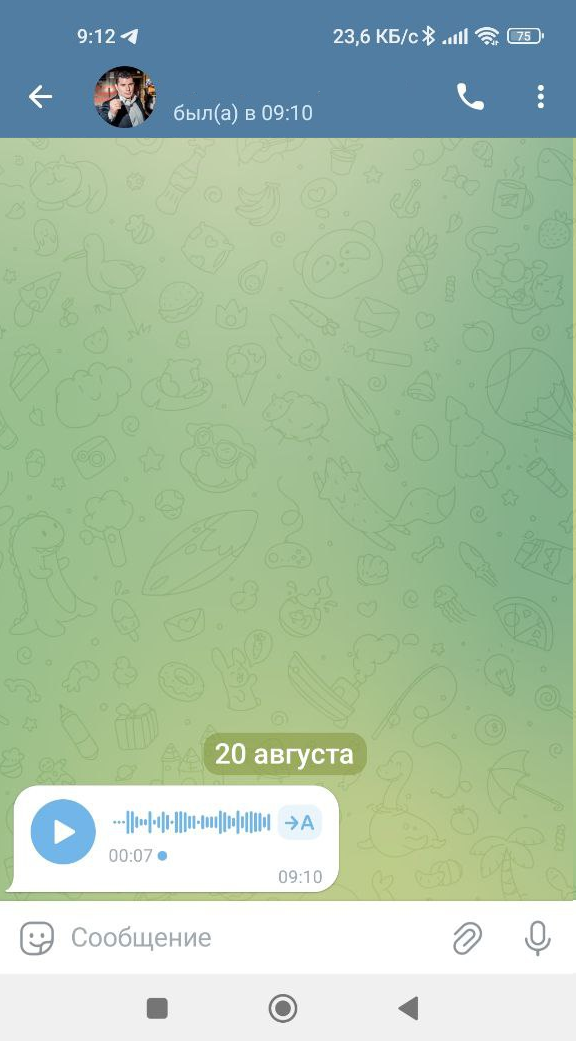 9:12 23,6 КБ/с 75
был(а) в 09:10
20 августа
→A
00:07
09:10
Сообщение